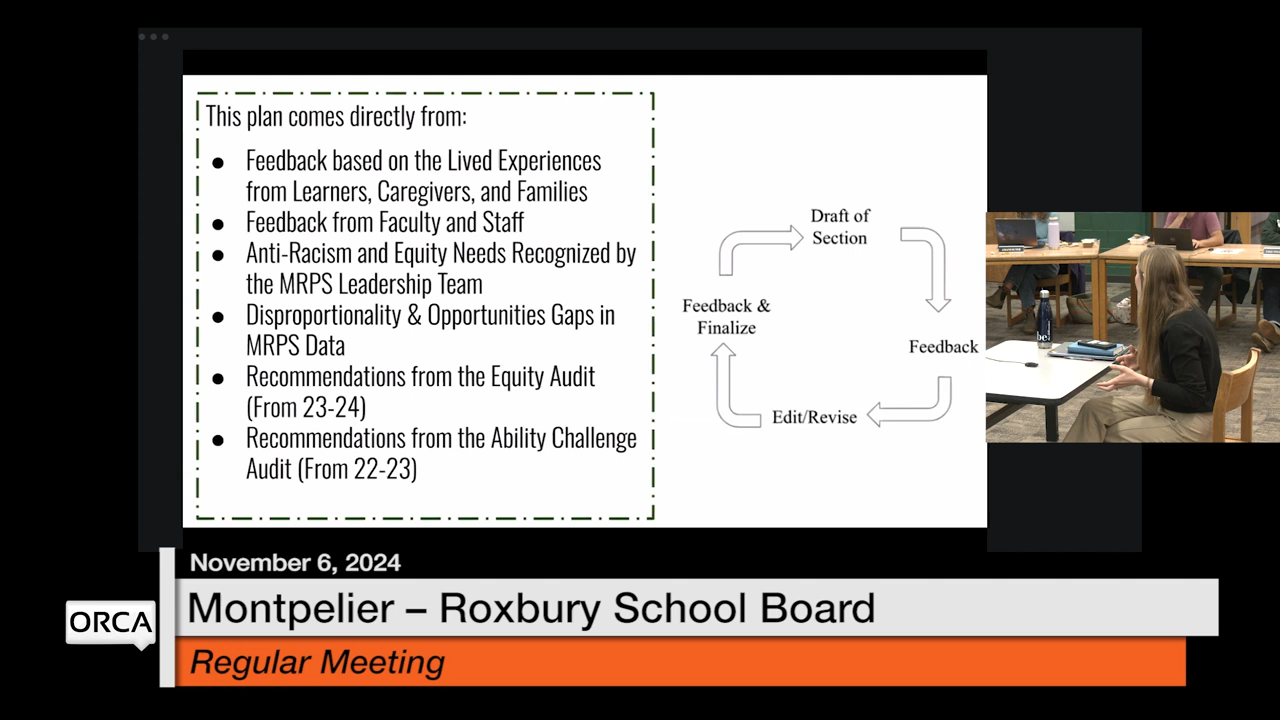 This plan comes directly from:
● Feedback based on the Lived Experiences
from Learners, Caregivers, and Families
● Feedback from Faculty and Staff
● Anti-Racism and Equity Needs Recognized by
the MRPS Leadership Team
● Disproportionality & Opportunities Gaps in
MRPS Data
● Recommendations from the Equity Audit
(From 23-24)
● Recommendations from the Ability Challenge
Audit (From 22-23)
Draft of
Section
Feedback
Edit/Revise
Feedback &
Finalize
be!
November 6, 2024
ORCA
Montpelier – Roxbury School Board
Regular Meeting